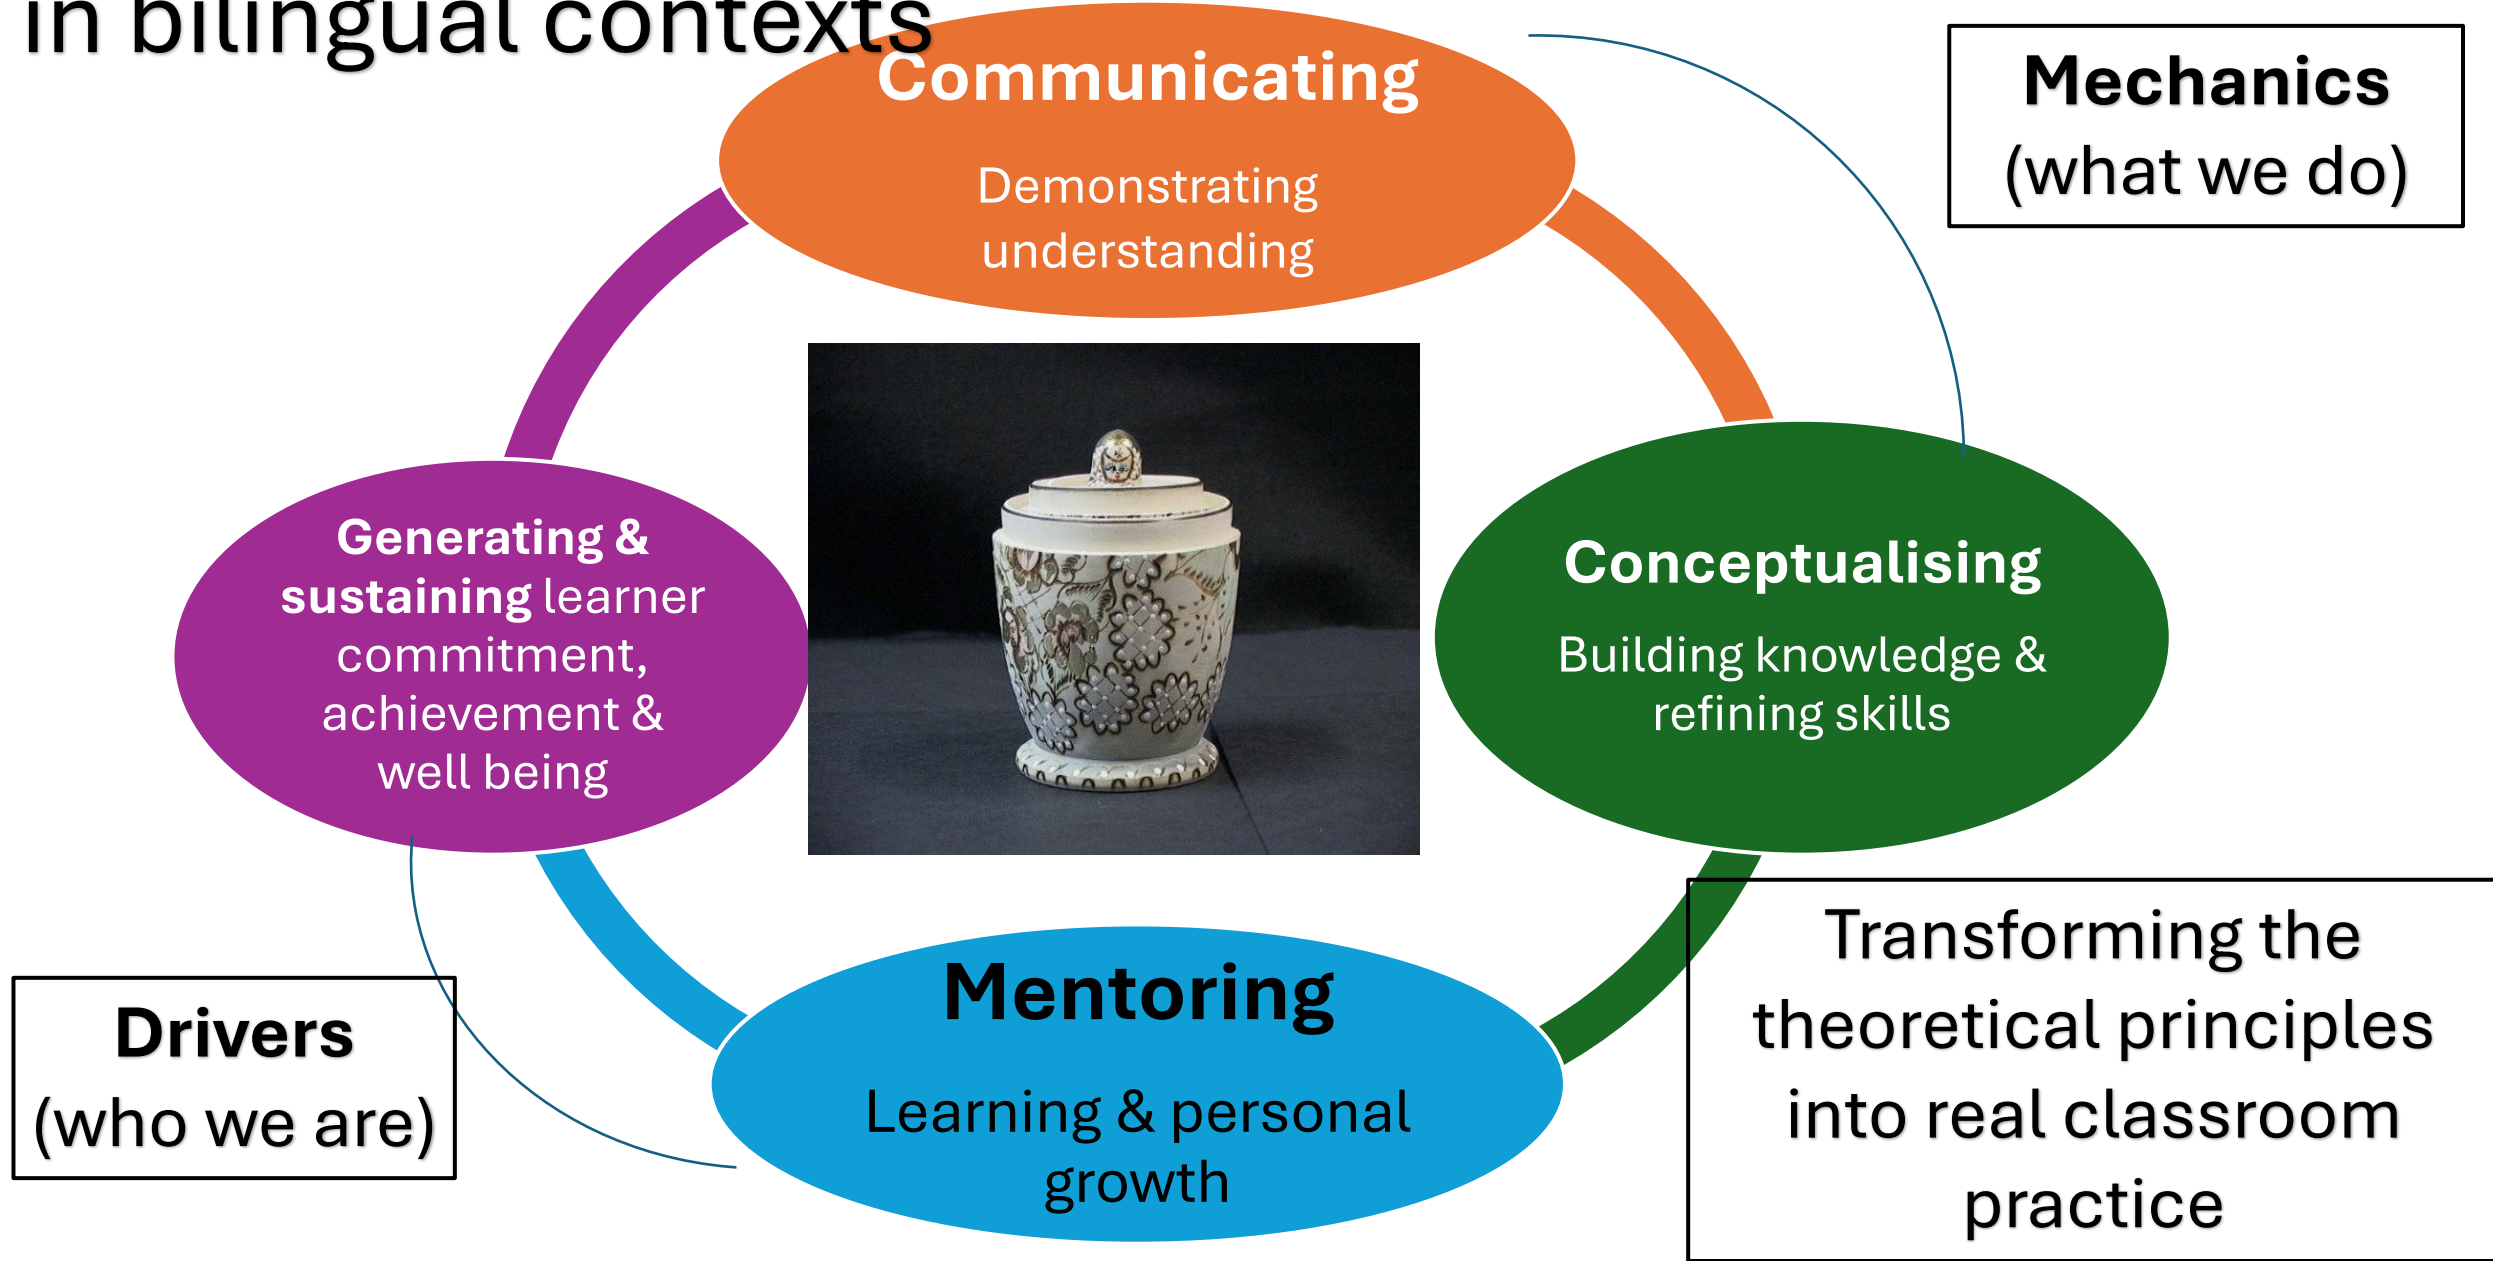 in bilingual contexts
Communicating
Demonstrating
understanding
Mechanics
(what we do)
Generating &
sustaining learner
commitment,
achievement &
well being
Conceptualising
Building knowledge &
refining skills
Mentoring
Learning & personal
growth
Drivers
(who we are)
Transforming the
theoretical principles
into real classroom
practice